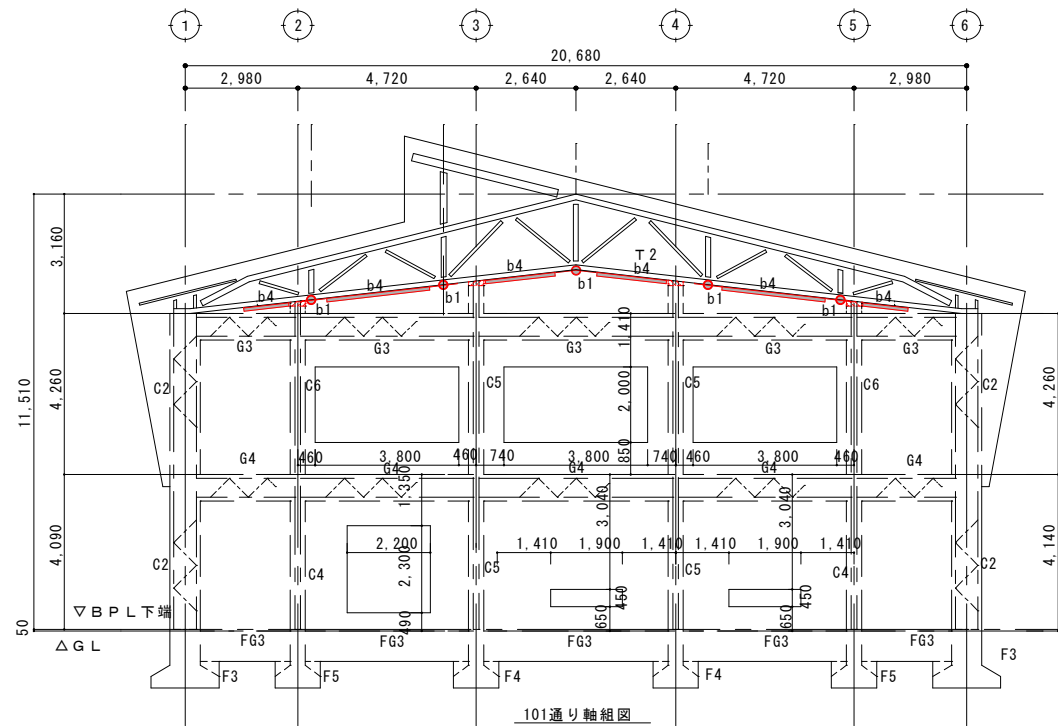 1 2 3 4 5 6
20,680
2,980 4,720 2,640 2,640 4,720 2,980
3,160
T2
b4 b4
b4 b1 b4
b4 b1 b1 b4
b1 b1
1,410
G3 G3 G3 G3 G3
11,510
4,260
C2 C6 C5 2,000 C5 C6 C2
4,260
850
460 3,800 460 740 3,800 740 460 3,800 460
G4 G4 G4 G4 G4
1,350
3,040 3,040
4,090
2,200 1,410 1,900 1,410 1,410 1,900 1,410
4,140
C2 C4 2,300 C5 C5 C4 C2
450 450
▽BPL下端
50
490 650 650
△GL
FG3 FG3 FG3 FG3 FG3
F3
F3 F5 F4 F4 F5
101通り軸組図